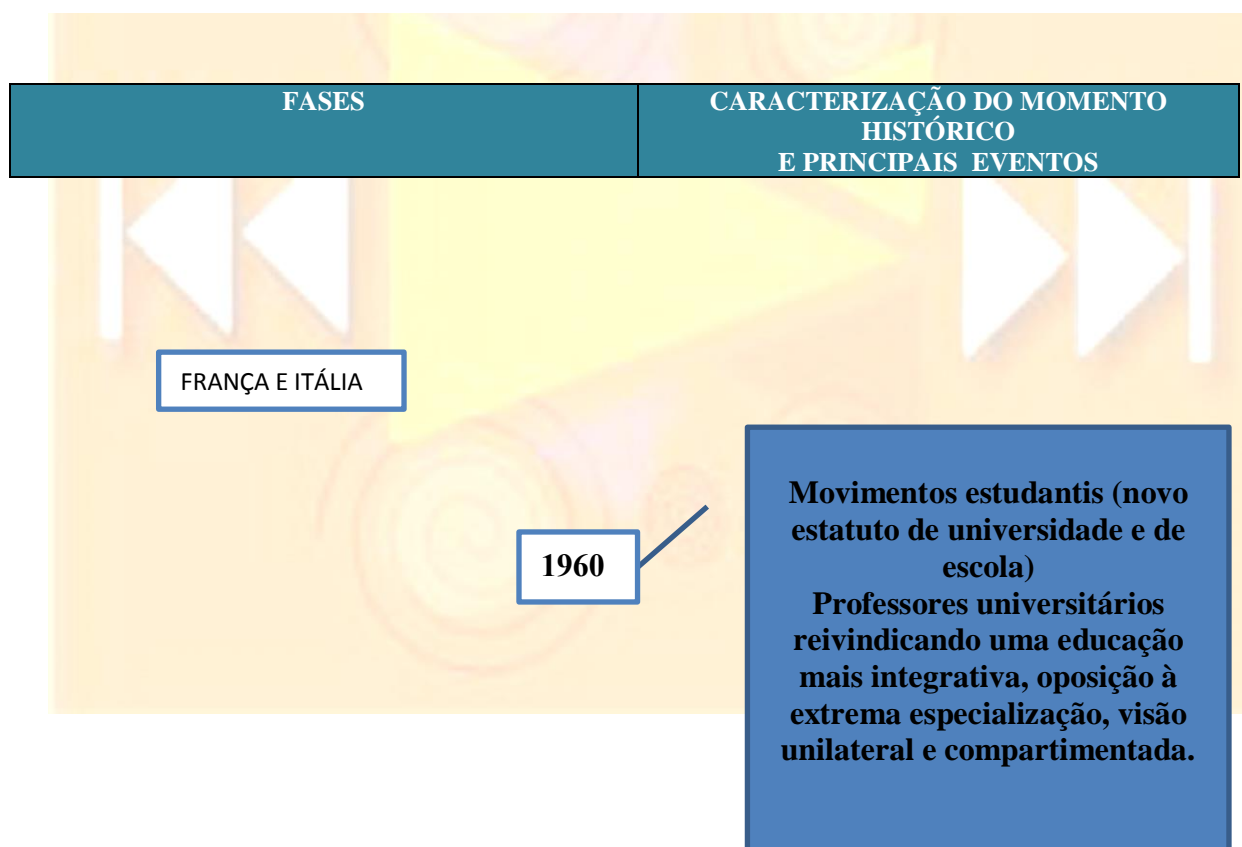 FASES
CARACTERIZAÇÃO DO MOMENTO
HISTÓRICO
E PRINCIPAIS EVENTOS
FRANÇA E ITÁLIA
1960
Movimentos estudantis (novo
estatuto de universidade e de
escola)
Professores universitários
reivindicando uma educação
mais integrativa, oposição à
extrema especialização, visão
unilateral e compartimentada.